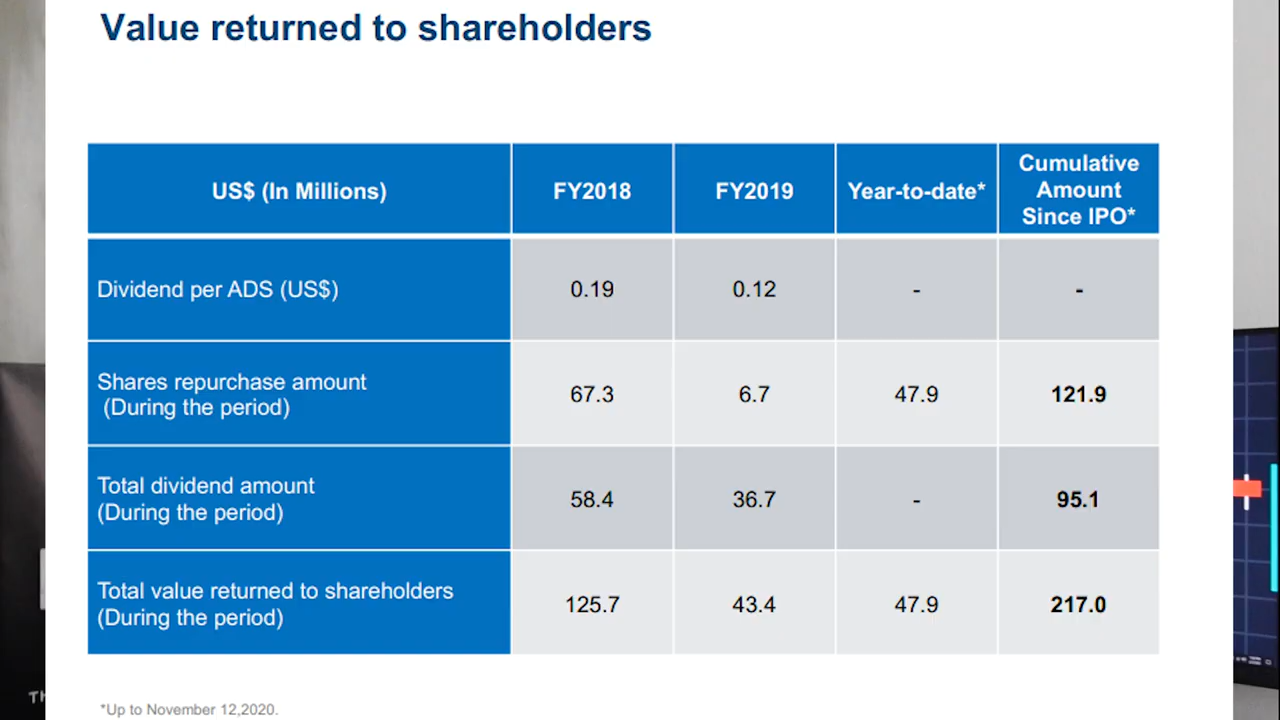 Value returned to shareholders
US$ (In Millions) FY2018 FY2019 Year-to-date* Cumulative Amount Since IPO*
Dividend per ADS (US$) 0.19 0.12 - -
Shares repurchase amount
(During the period) 67.3 6.7 47.9 121.9
Total dividend amount
(During the period) 58.4 36.7 - 95.1
Total value returned to shareholders
(During the period) 125.7 43.4 47.9 217.0
*Up to November 12,2020.